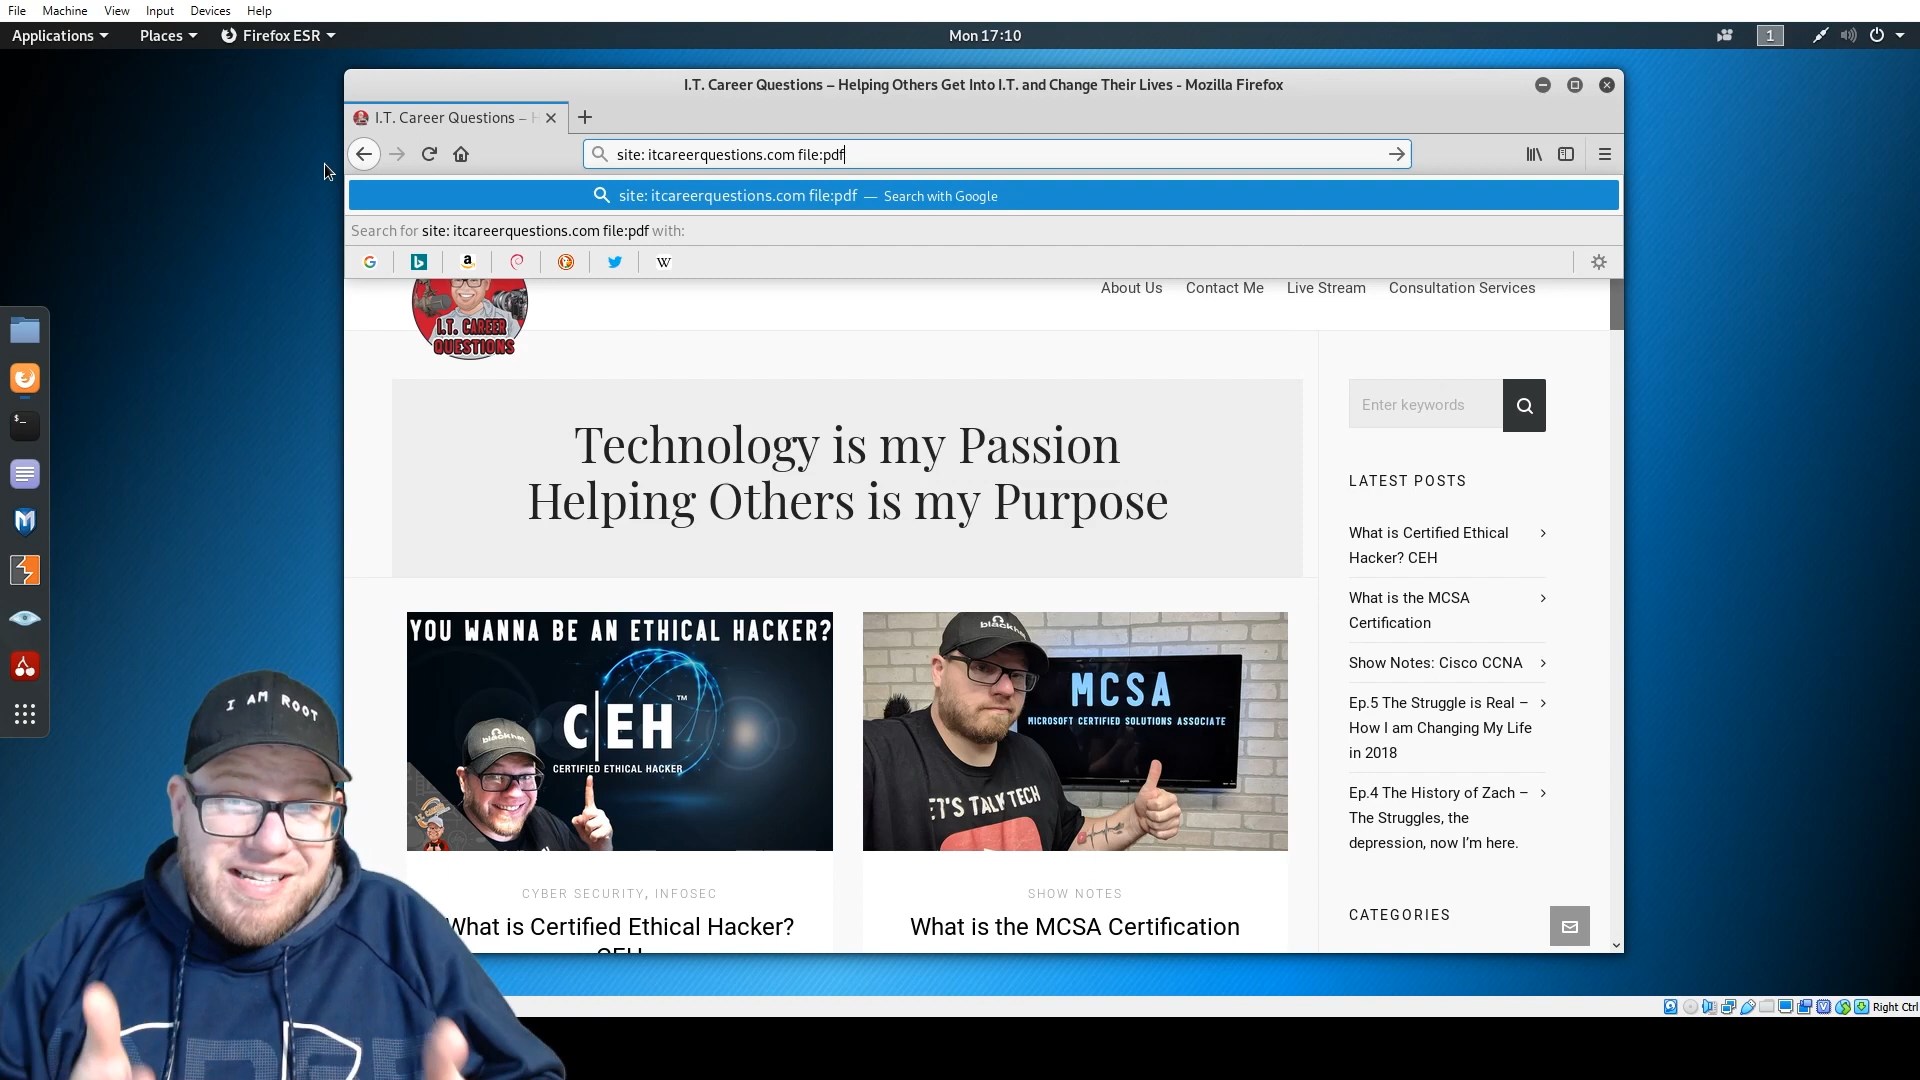 File Machine View Input Devices Help
Applications Places Firefox ESR Mon 17:10 1
I.T. Career Questions – Helping Others Get Into I.T. and Change Their Lives - Mozilla Firefox
I.T. Career Questions – H
site: itcareerquestions.com file:pdf
site: itcareerquestions.com file:pdf — Search with Google
Search for site: itcareerquestions.com file:pdf with:
I.T. CAREER
QUESTIONS
About Us Contact Me Live Stream Consultation Services
Technology is my Passion
Helping Others is my Purpose
Enter keywords
LATEST POSTS
What is Certified Ethical
Hacker? CEH
What is the MCSA
Certification
Show Notes: Cisco CCNA
Ep.5 The Struggle is Real –
How I am Changing My Life
in 2018
Ep.4 The History of Zach –
The Struggles, the
depression, now I'm here.
CATEGORIES
YOU WANNA BE AN ETHICAL HACKER?
C|EH™
CERTIFIED ETHICAL HACKER
blackhat
blackhat
MCSA
MICROSOFT CERTIFIED SOLUTIONS ASSOCIATE
LET'S TALK TECH
CYBER SECURITY, INFOSEC
What is Certified Ethical Hacker?
CEH
SHOW NOTES
What is the MCSA Certification
I AM ROOT
Right Ctrl